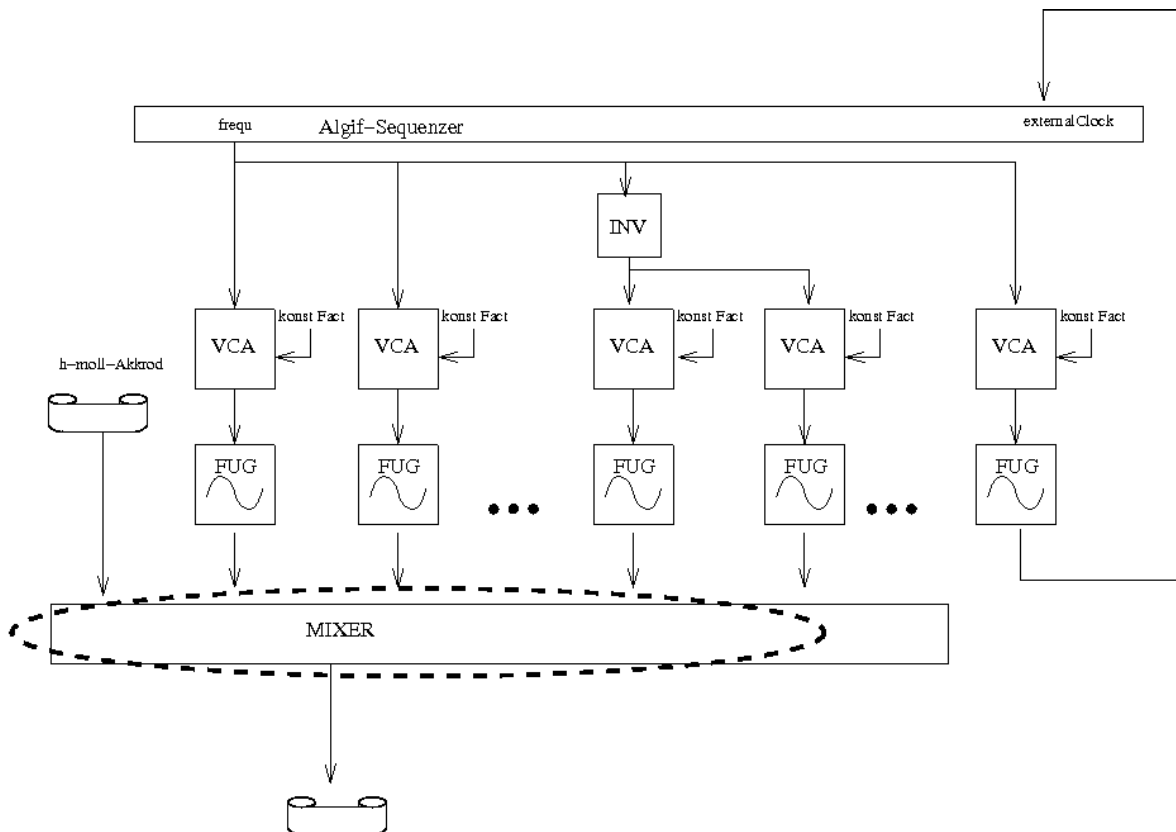 frequ Algif-Sequenzer externalClock
INV
konst Fact konst Fact konst Fact konst Fact konst Fact
VCA VCA VCA VCA VCA
h-moll-Akkrod
FUG FUG FUG FUG FUG
MIXER